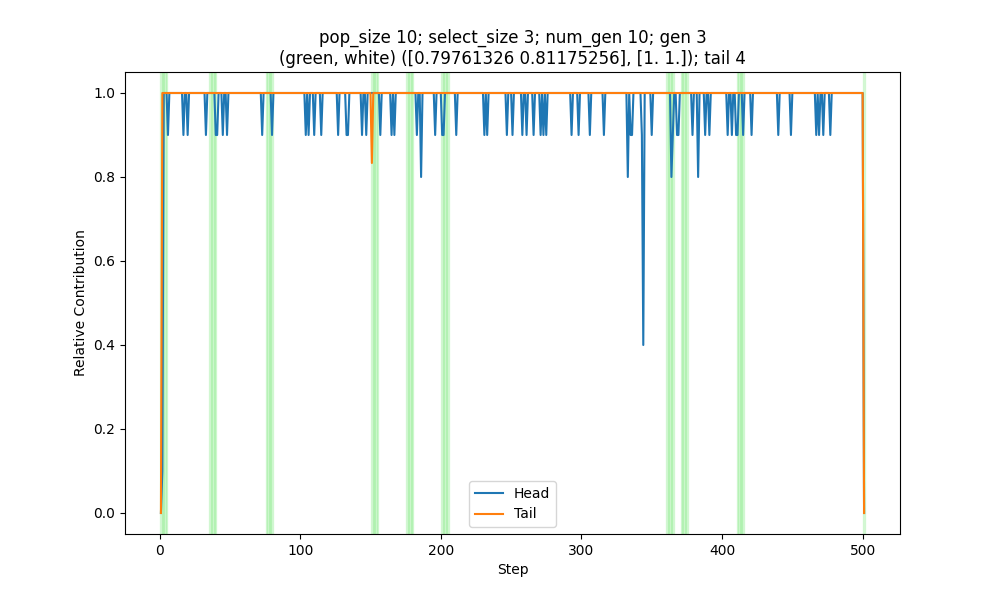 pop_size 10; select_size 3; num_gen 10; gen 3
(green, white) ([0.79761326 0.81175256], [1. 1.]); tail 4
1.0
0.8
0.6
0.4
0.2
0.0
Relative Contribution
Head
Tail
0 100 200 300 400 500
Step